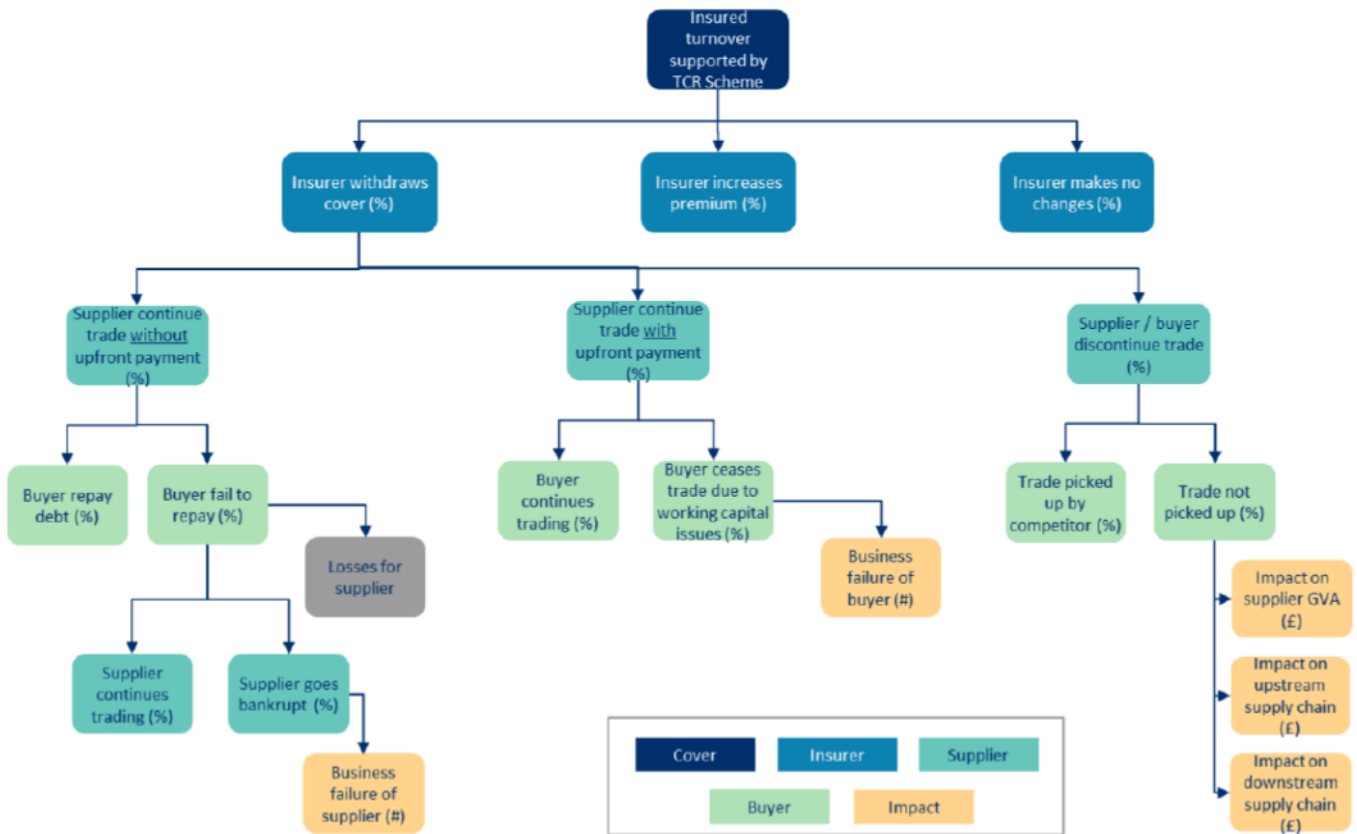 Insured
turnover
supported by
TCR Scheme
Insurer withdraws
cover (%)
Insurer increases
premium (%)
Insurer makes no
changes (%)
Supplier continue
trade without
upfront payment
(%)
Supplier continue
trade with
upfront payment
(%)
Supplier / buyer
discontinue trade
(%)
Buyer repay
debt (%)
Buyer fail to
repay (%)
Buyer
continues
trading (%)
Buyer ceases
trade due to
working capital
issues (%)
Trade picked
up by
competitor (%)
Trade not
picked up (%)
Losses for
supplier
Business
failure of
buyer (#)
Impact on
supplier GVA
(£)
Supplier
continues
trading (%)
Supplier goes
bankrupt (%)
Impact on
upstream
supply chain
(£)
Business
failure of
supplier (#)
Impact on
downstream
supply chain
(£)
Cover
Insurer
Supplier
Buyer
Impact